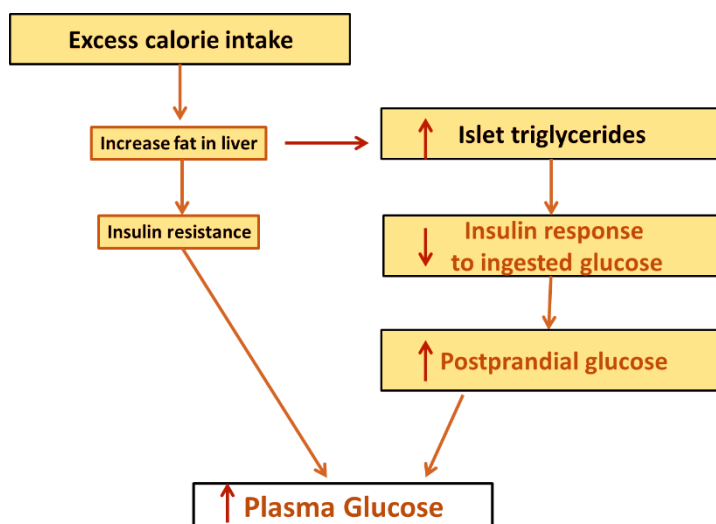 Excess calorie intake
Increase fat in liver
Islet triglycerides
Insulin resistance
Insulin response
to ingested glucose
Postprandial glucose
Plasma Glucose